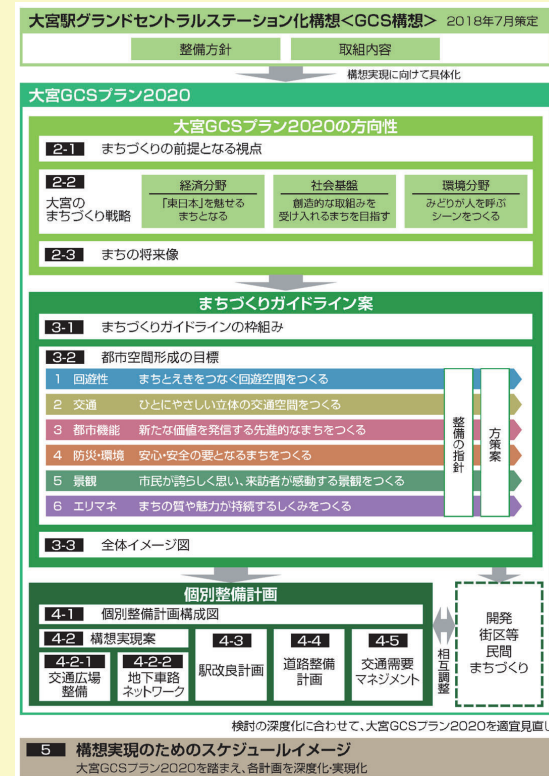 大宮駅グランドセントラルステーション化構想<GCS構想> 2018年7月策定
整備方針
取組内容
構想実現に向けて具体化
大宮GCSプラン2020
大宮GCSプラン2020の方向性
2-1 まちづくりの前提となる視点
2-2
大宮の
まちづくり戦略
経済分野
「東日本」を魅せる
まちとなる
社会基盤
創造的な取組みを
受け入れるまちを目指す
環境分野
みどりが人を呼ぶ
シーンをつくる
2-3 まちの将来像
まちづくりガイドライン案
3-1 まちづくりガイドラインの枠組み
3-2 都市空間形成の目標
1 回遊性 まちとえきをつなぐ回遊空間をつくる
2 交通 ひとにやさしい立体の交通空間をつくる
3 都市機能 新たな価値を発信する先進的なまちをつくる
4 防災・環境 安心・安全の要となるまちをつくる
5 景観 市民が誇らしく思い、来訪者が感動する景観をつくる
6 エリマネ まちの質や魅力が持続するしくみをつくる
整備の指針
方策案
3-3 全体イメージ図
個別整備計画
4-1 個別整備計画構成図
4-2 構想実現案
4-2-1
交通広場
整備
4-2-2
地下車路
ネットワーク
4-3
駅改良計画
4-4
道路整備
計画
4-5
交通需要
マネジメント
相互調整
開発
街区等
民間
まちづくり
検討の深度化に合わせて、大宮GCSプラン2020を適宜見直し
5 構想実現のためのスケジュールイメージ
大宮GCSプラン2020を踏まえ、各計画を深度化・実現化